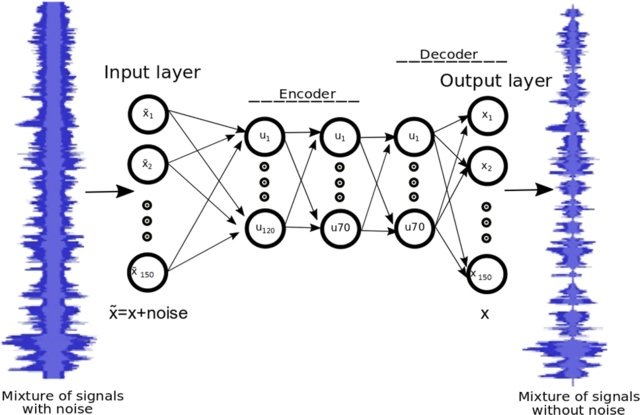 Decoder
Input layer
Encoder
Output layer
x̃1
u1
u1
u1
x1
x̃2
x2
u120
u70
u70
x̃ 150
x 150
x̃=x+noise
x
Mixture of signals
with noise
Mixture of signals
without noise